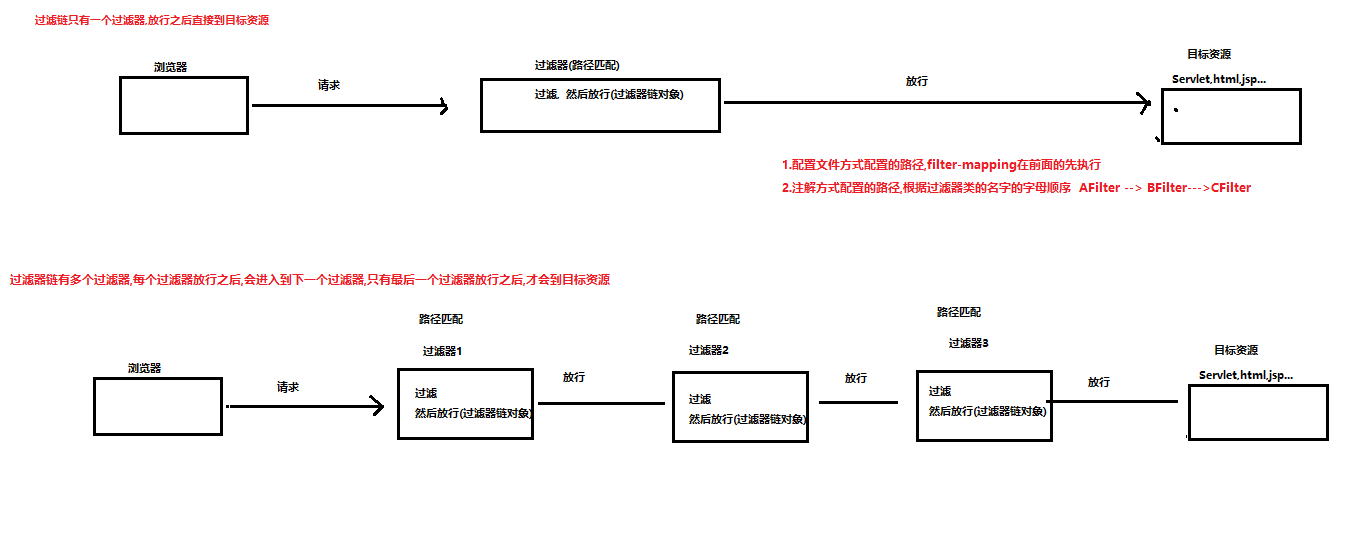 过滤链只有一个过滤器,放行之后直接到目标资源
目标资源
过滤器(路径匹配)
浏览器
Servlet,html,jsp...
请求
放行
过滤, 然后放行(过滤器链对象)
1.配置文件方式配置的路径,filter-mapping在前面的先执行
2.注解方式配置的路径,根据过滤器类的名字的字母顺序 AFilter --> BFilter--->CFilter
过滤器链有多个过滤器,每个过滤器放行之后,会进入到下一个过滤器,只有最后一个过滤器放行之后,才会到目标资源
路径匹配
路径匹配
路径匹配
过滤器1
过滤器2
过滤器3
目标资源
浏览器
请求
放行
放行
放行
Servlet,html,jsp...
过滤
然后放行(过滤器链对象)
过滤
然后放行(过滤器链对象)
过滤
然后放行(过滤器链对象)